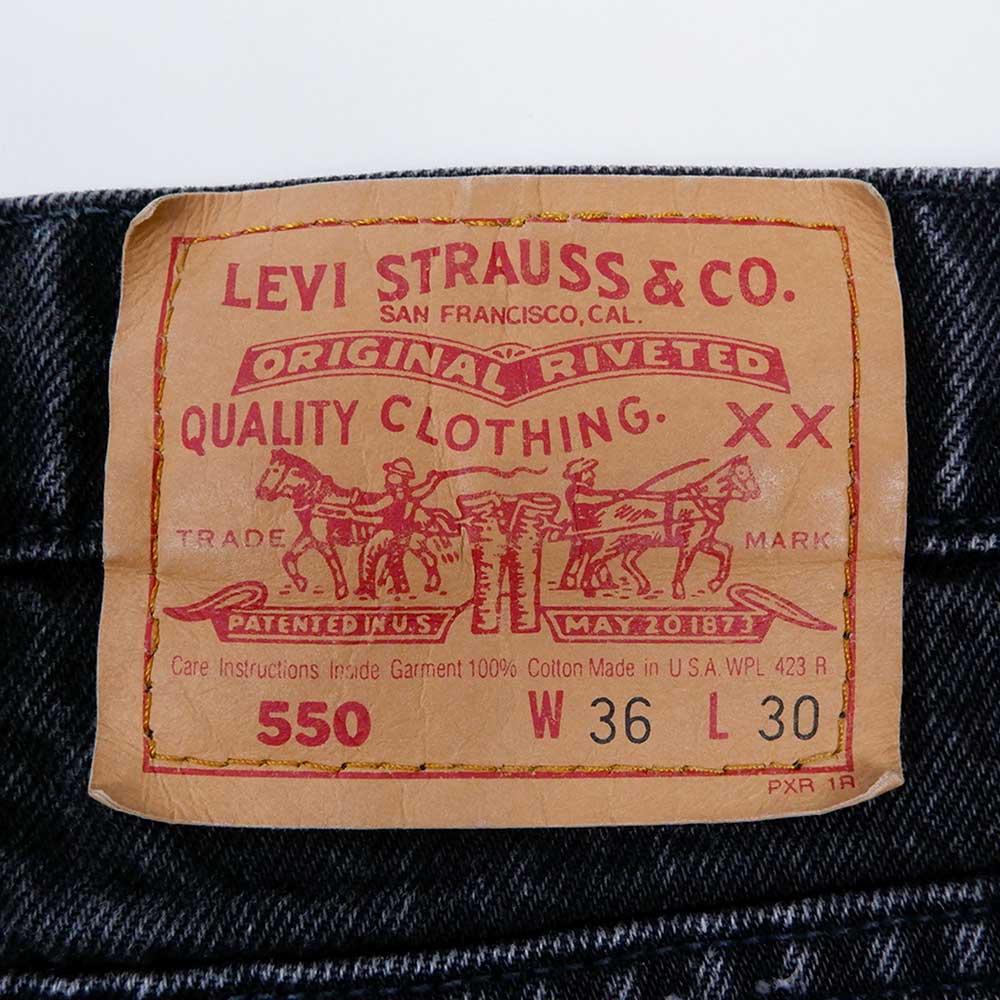 LEVI STRAUSS & CO.
SAN FRANCISCO, CAL.
ORIGINAL RIVETED
QUALITY CLOTHING. XX
TRADE MARK
PATENTED IN U.S. MAY 20 1873
Care Instructions Inside Garment 100% Cotton Made in U.S.A. WPL 423 R
550 W 36 L 30
PXR 1R